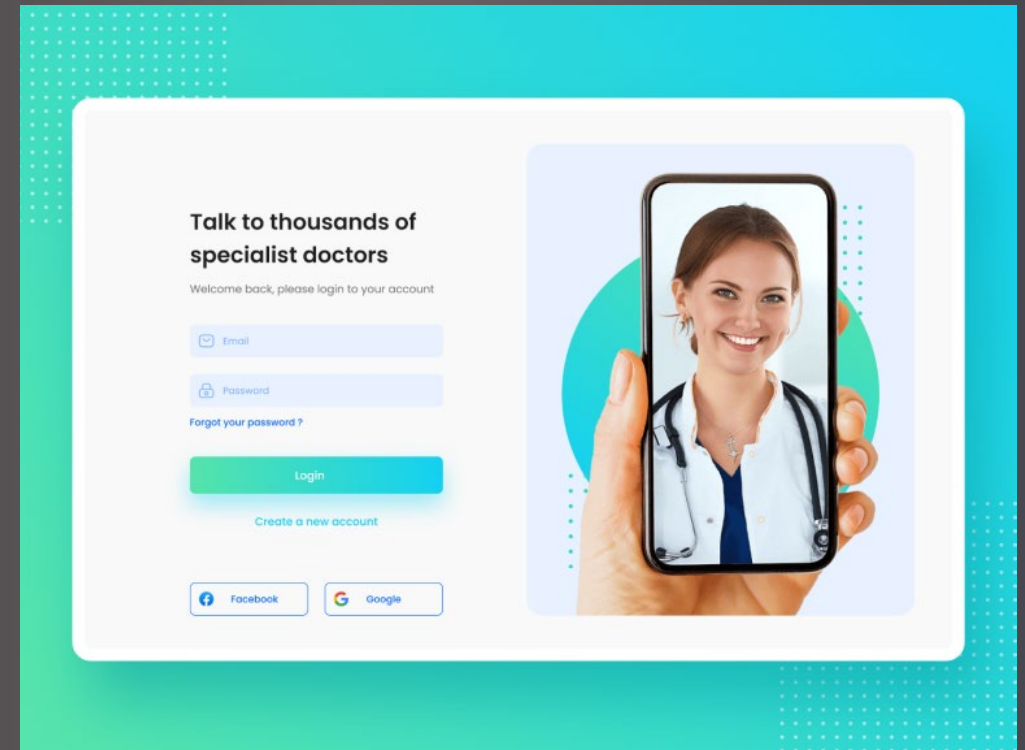 Talk to thousands of
specialist doctors
Welcome back, please login to your account
Email
Password
Forgot your password ?
Login
Create a new account
Facebook
Google